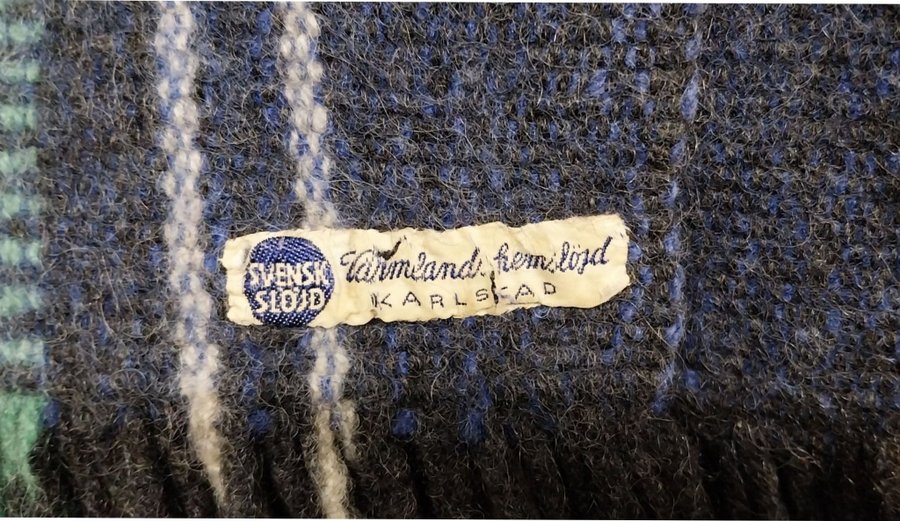 SVENSK
SLÖJD
Värmlands hemslöjd
KARLSTAD